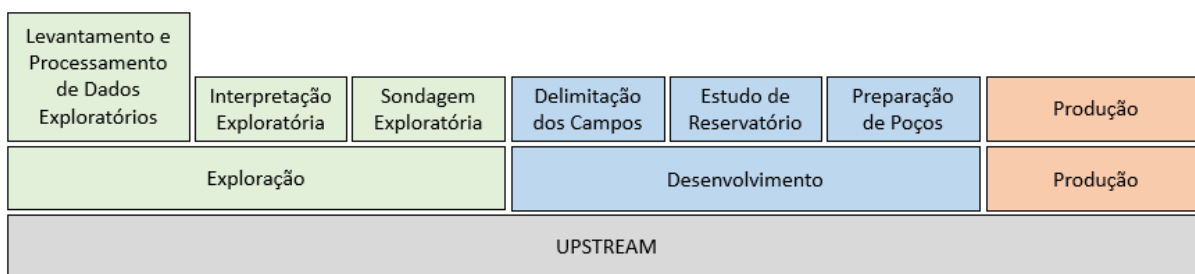 Levantamento e
Processamento
de Dados
Exploratórios
Interpretação
Exploratória
Sondagem
Exploratória
Delimitação
dos Campos
Estudo de
Reservatório
Preparação
de Poços
Produção
Exploração
Desenvolvimento
Produção
UPSTREAM